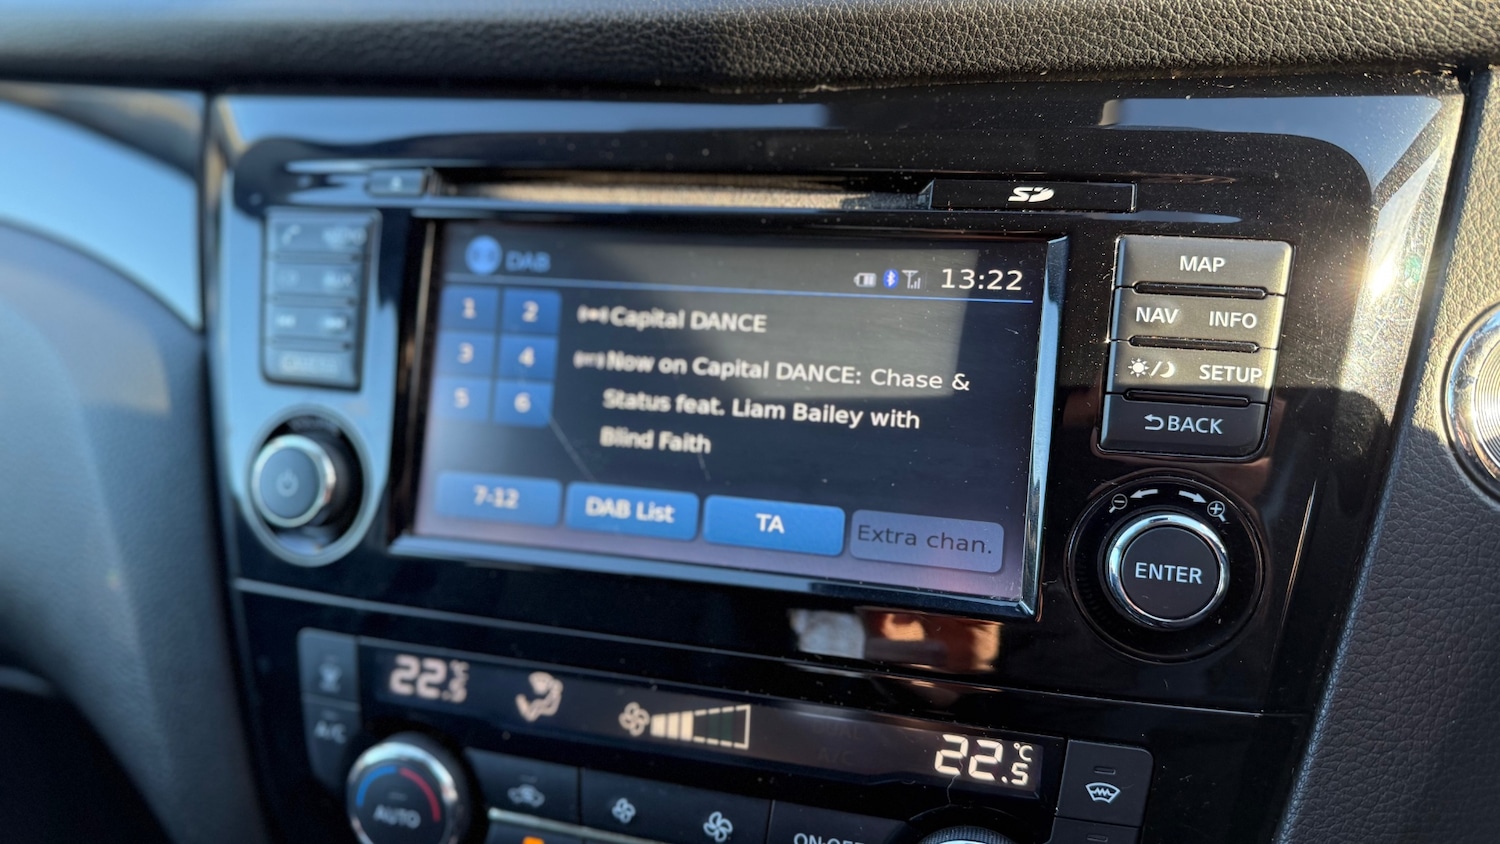 DAB
13:22
1 2
3 4
5 6
Capital DANCE
Now on Capital DANCE: Chase &
Status feat. Liam Bailey with
Blind Faith
7-12
DAB List
TA
Extra chan.
SD
MAP
NAV INFO
SETUP
BACK
ENTER
22.5°C
22.5°C
A/C
AUTO
ON·OFF